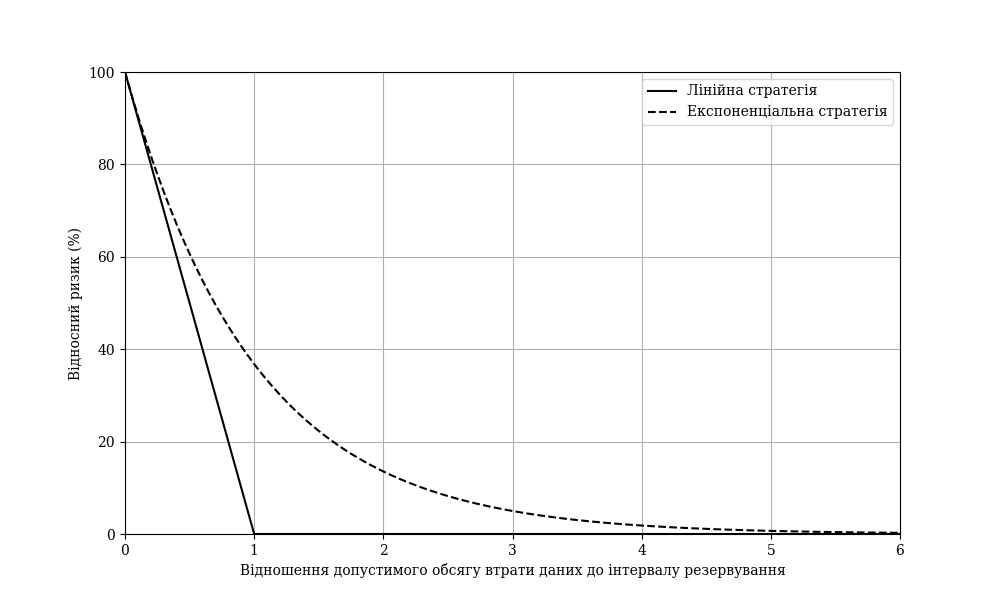 Лінійна стратегія
Експоненціальна стратегія
Відносний ризик (%)
100
80
60
40
20
0
0 1 2 3 4 5 6
Відношення допустимого обсягу втрати даних до інтервалу резервування